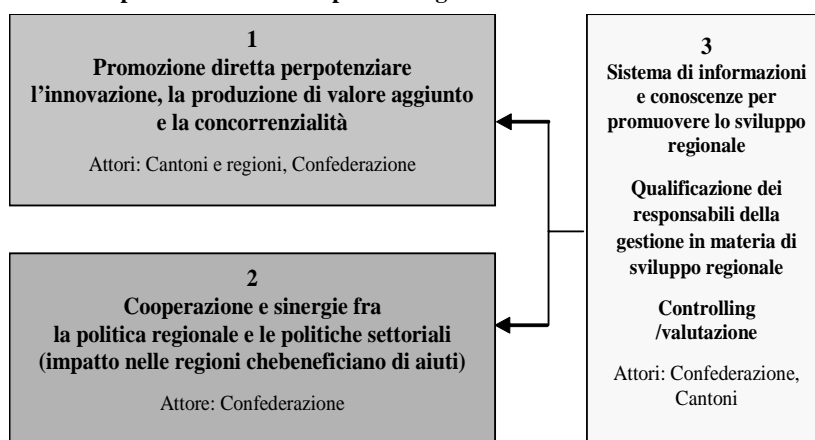 1
Promozione diretta perpotenziare
l'innovazione, la produzione di valore aggiunto
e la concorrenzialità
Attori: Cantoni e regioni, Confederazione
2
Cooperazione e sinergie fra
la politica regionale e le politiche settoriali
(impatto nelle regioni chebeneficiano di aiuti)
Attore: Confederazione
3
Sistema di informazioni
e conoscenze per
promuovere lo sviluppo
regionale
Qualificazione dei
responsabili della
gestione in materia di
sviluppo regionale
Controlling
/valutazione
Attori: Confederazione,
Cantoni